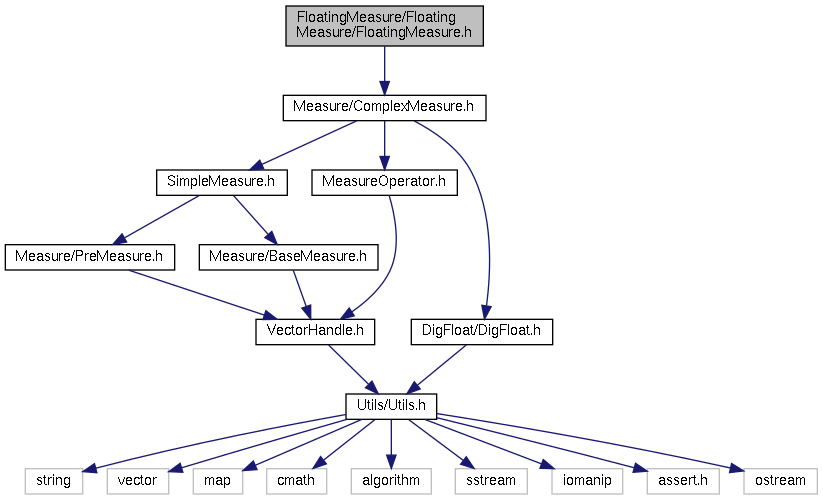 FloatingMeasure/Floating
Measure/FloatingMeasure.h
Measure/ComplexMeasure.h
SimpleMeasure.h
MeasureOperator.h
Measure/PreMeasure.h
Measure/BaseMeasure.h
VectorHandle.h
DigFloat/DigFloat.h
Utils/Utils.h
string
vector
map
cmath
algorithm
sstream
iomanip
assert.h
ostream